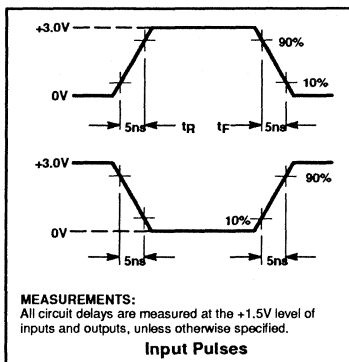 +3.0V
90%
10%
0V
5ns tR tF 5ns
+3.0V
90%
10%
0V
5ns 5ns
MEASUREMENTS:
All circuit delays are measured at the +1.5V level of
inputs and outputs, unless otherwise specified.
Input Pulses